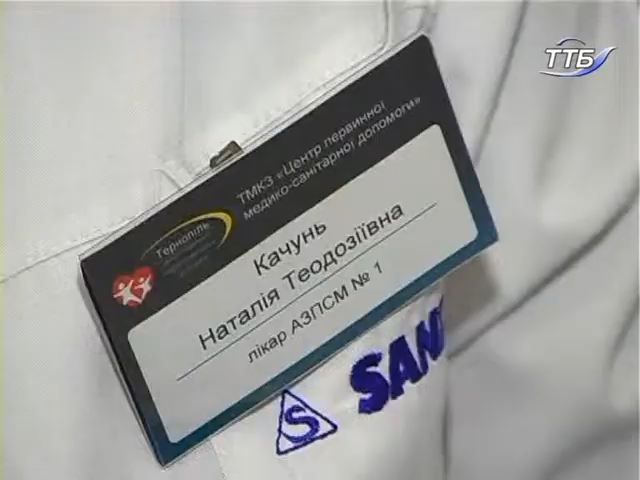 ТТБ
ТМКЗ «Центр первинної
медико-санітарної допомоги»
Тернопіль
Качунь
Наталія Теодозіївна
лікар АЗПСМ № 1
S
SAN